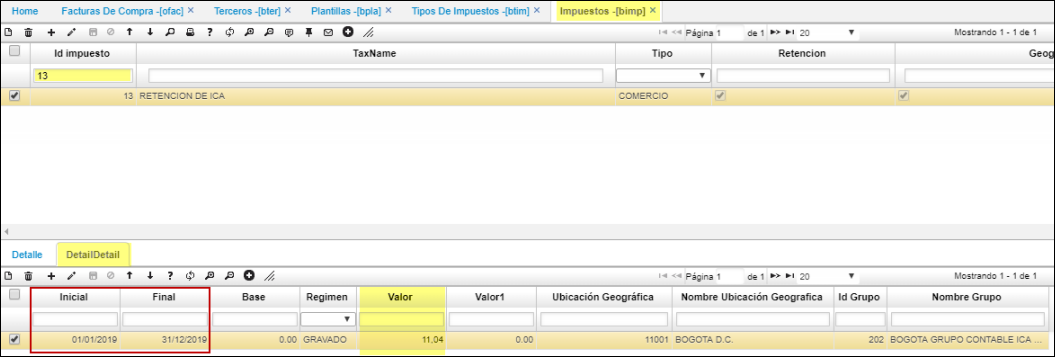 Home Facturas De Compra -[ofac] × Terceros -[bter] × Plantillas -[bpla] × Tipos De Impuestos -[btim] × Impuestos -[bimp] ×
Página 1 de 1 20 Mostrando 1 - 1 de 1
Id impuesto TaxName Tipo Retencion Geog
13
13 RETENCION DE ICA COMERCIO
Detalle DetailDetail
Página 1 de 1 20 Mostrando 1 - 1 de 1
Inicial Final Base Regimen Valor Valor1 Ubicación Geográfica Nombre Ubicación Geografica Id Grupo Nombre Grupo
01/01/2019 31/12/2019 0.00 GRAVADO 11,04 0.00 11001 BOGOTA D.C. 202 BOGOTA GRUPO CONTABLE ICA ...